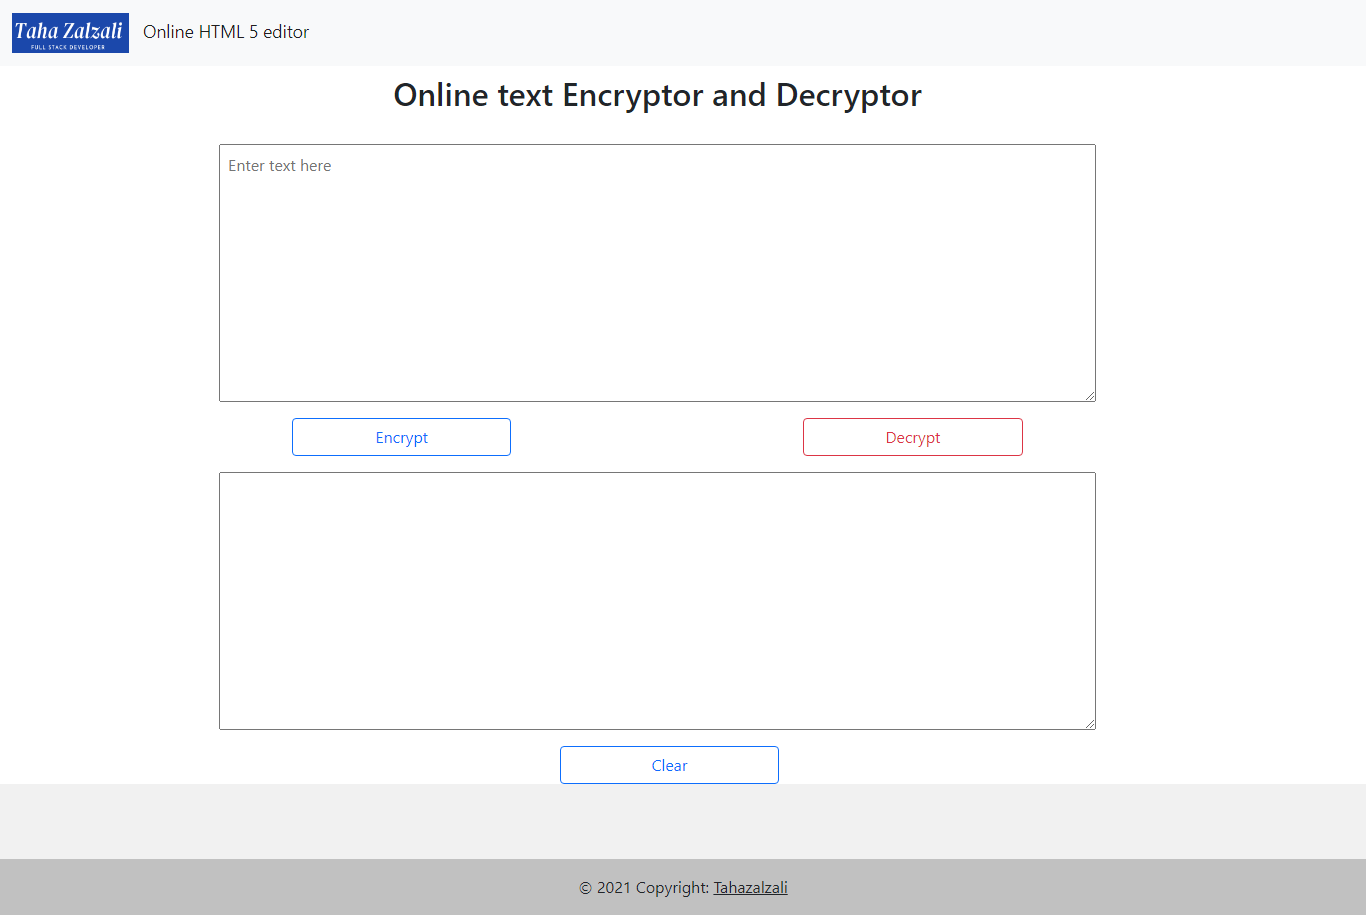 Taha Zalzali
FULL STACK DEVELOPER
Online HTML 5 editor
Online text Encryptor and Decryptor
Enter text here
Encrypt
Decrypt
Clear
© 2021 Copyright: Tahazalzali